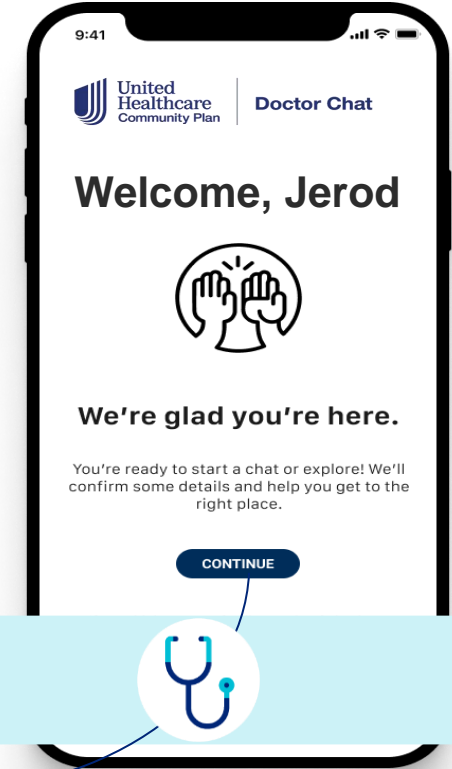 9:41
United
Healthcare
Community Plan
Doctor Chat
Welcome, Jerod
We're glad you're here.
You're ready to start a chat or explore! We'll
confirm some details and help you get to the
right place.
CONTINUE